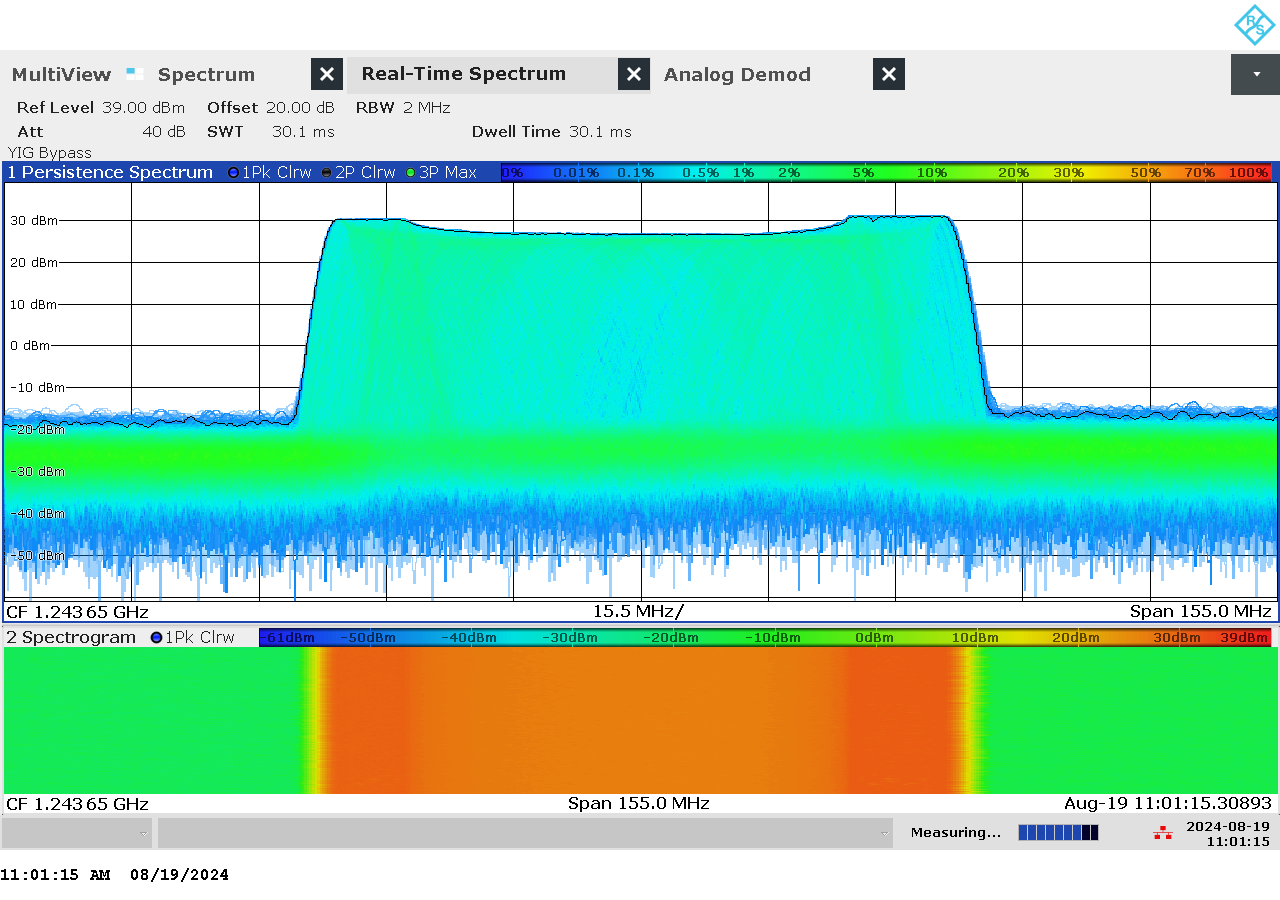 R S
MultiView Spectrum Real-Time Spectrum Analog Demod
Ref Level 39.00 dBm Offset 20.00 dB RBW 2 MHz
Att 40 dB SWT 30.1 ms Dwell Time 30.1 ms
YIG Bypass
1 Persistence Spectrum 1Pk Clrw 2P Clrw 3P Max 0% 0.01% 0.1% 0.5% 1% 2% 5% 10% 20% 30% 50% 70% 100%
30 dBm
20 dBm
10 dBm
0 dBm
-10 dBm
-20 dBm
-30 dBm
-40 dBm
-50 dBm
CF 1.24365 GHz 15.5 MHz/ Span 155.0 MHz
2 Spectrogram 1Pk Clrw -61dBm -50dBm -40dBm -30dBm -20dBm -10dBm 0dBm 10dBm 20dBm 30dBm 39dBm
CF 1.24365 GHz Span 155.0 MHz Aug-19 11:01:15.30893
Measuring... 2024-08-19
11:01:15
11:01:15 AM 08/19/2024